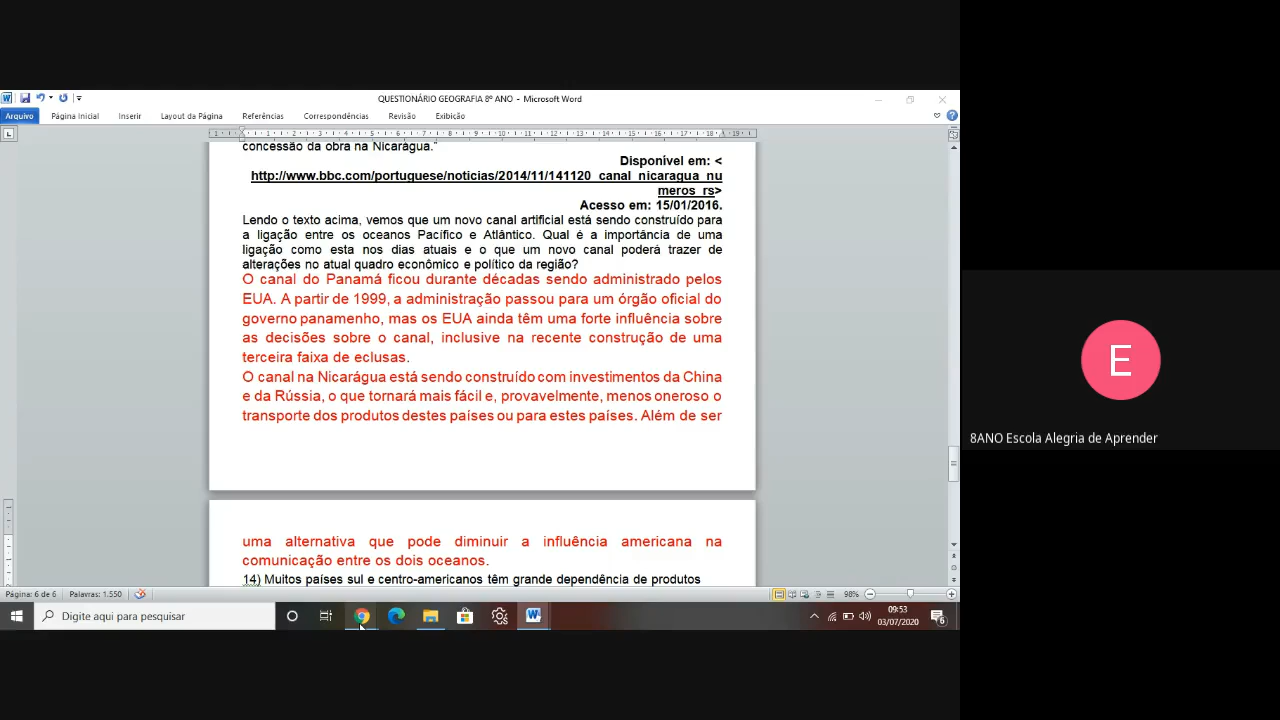 QUESTIONÁRIO GEOGRAFIA 8º ANO - Microsoft Word
Arquivo Página Inicial Inserir Layout da Página Referências Correspondências Revisão Exibição
concessão da obra na Nicarágua."
Disponível em: <
http://www.bbc.com/portuguese/noticias/2014/11/141120_canal_nicaragua_nu
meros_rs>
Acesso em: 15/01/2016.
Lendo o texto acima, vemos que um novo canal artificial está sendo construído para
a ligação entre os oceanos Pacífico e Atlântico. Qual é a importância de uma
ligação como esta nos dias atuais e o que um novo canal poderá trazer de
alterações no atual quadro econômico e político da região?
O canal do Panamá ficou durante décadas sendo administrado pelos
EUA. A partir de 1999, a administração passou para um órgão oficial do
governo panamenho, mas os EUA ainda têm uma forte influência sobre
as decisões sobre o canal, inclusive na recente construção de uma
terceira faixa de eclusas.
O canal na Nicarágua está sendo construído com investimentos da China
e da Rússia, o que tornará mais fácil e, provavelmente, menos oneroso o
transporte dos produtos destes países ou para estes países. Além de ser
uma alternativa que pode diminuir a influência americana na
comunicação entre os dois oceanos.
14) Muitos países sul e centro-americanos têm grande dependência de produtos
Página: 6 de 6 Palavras: 1.550 98%
Digite aqui para pesquisar
09:53
03/07/2020
6
E
8ANO Escola Alegria de Aprender